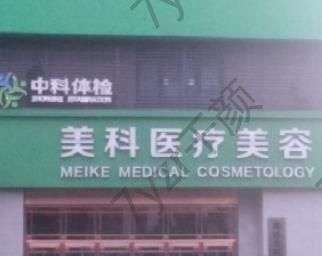 中科体检
ZHONGKE EXAMINATION
美科医疗美容
MEIKE MEDICAL COSMETOLOGY